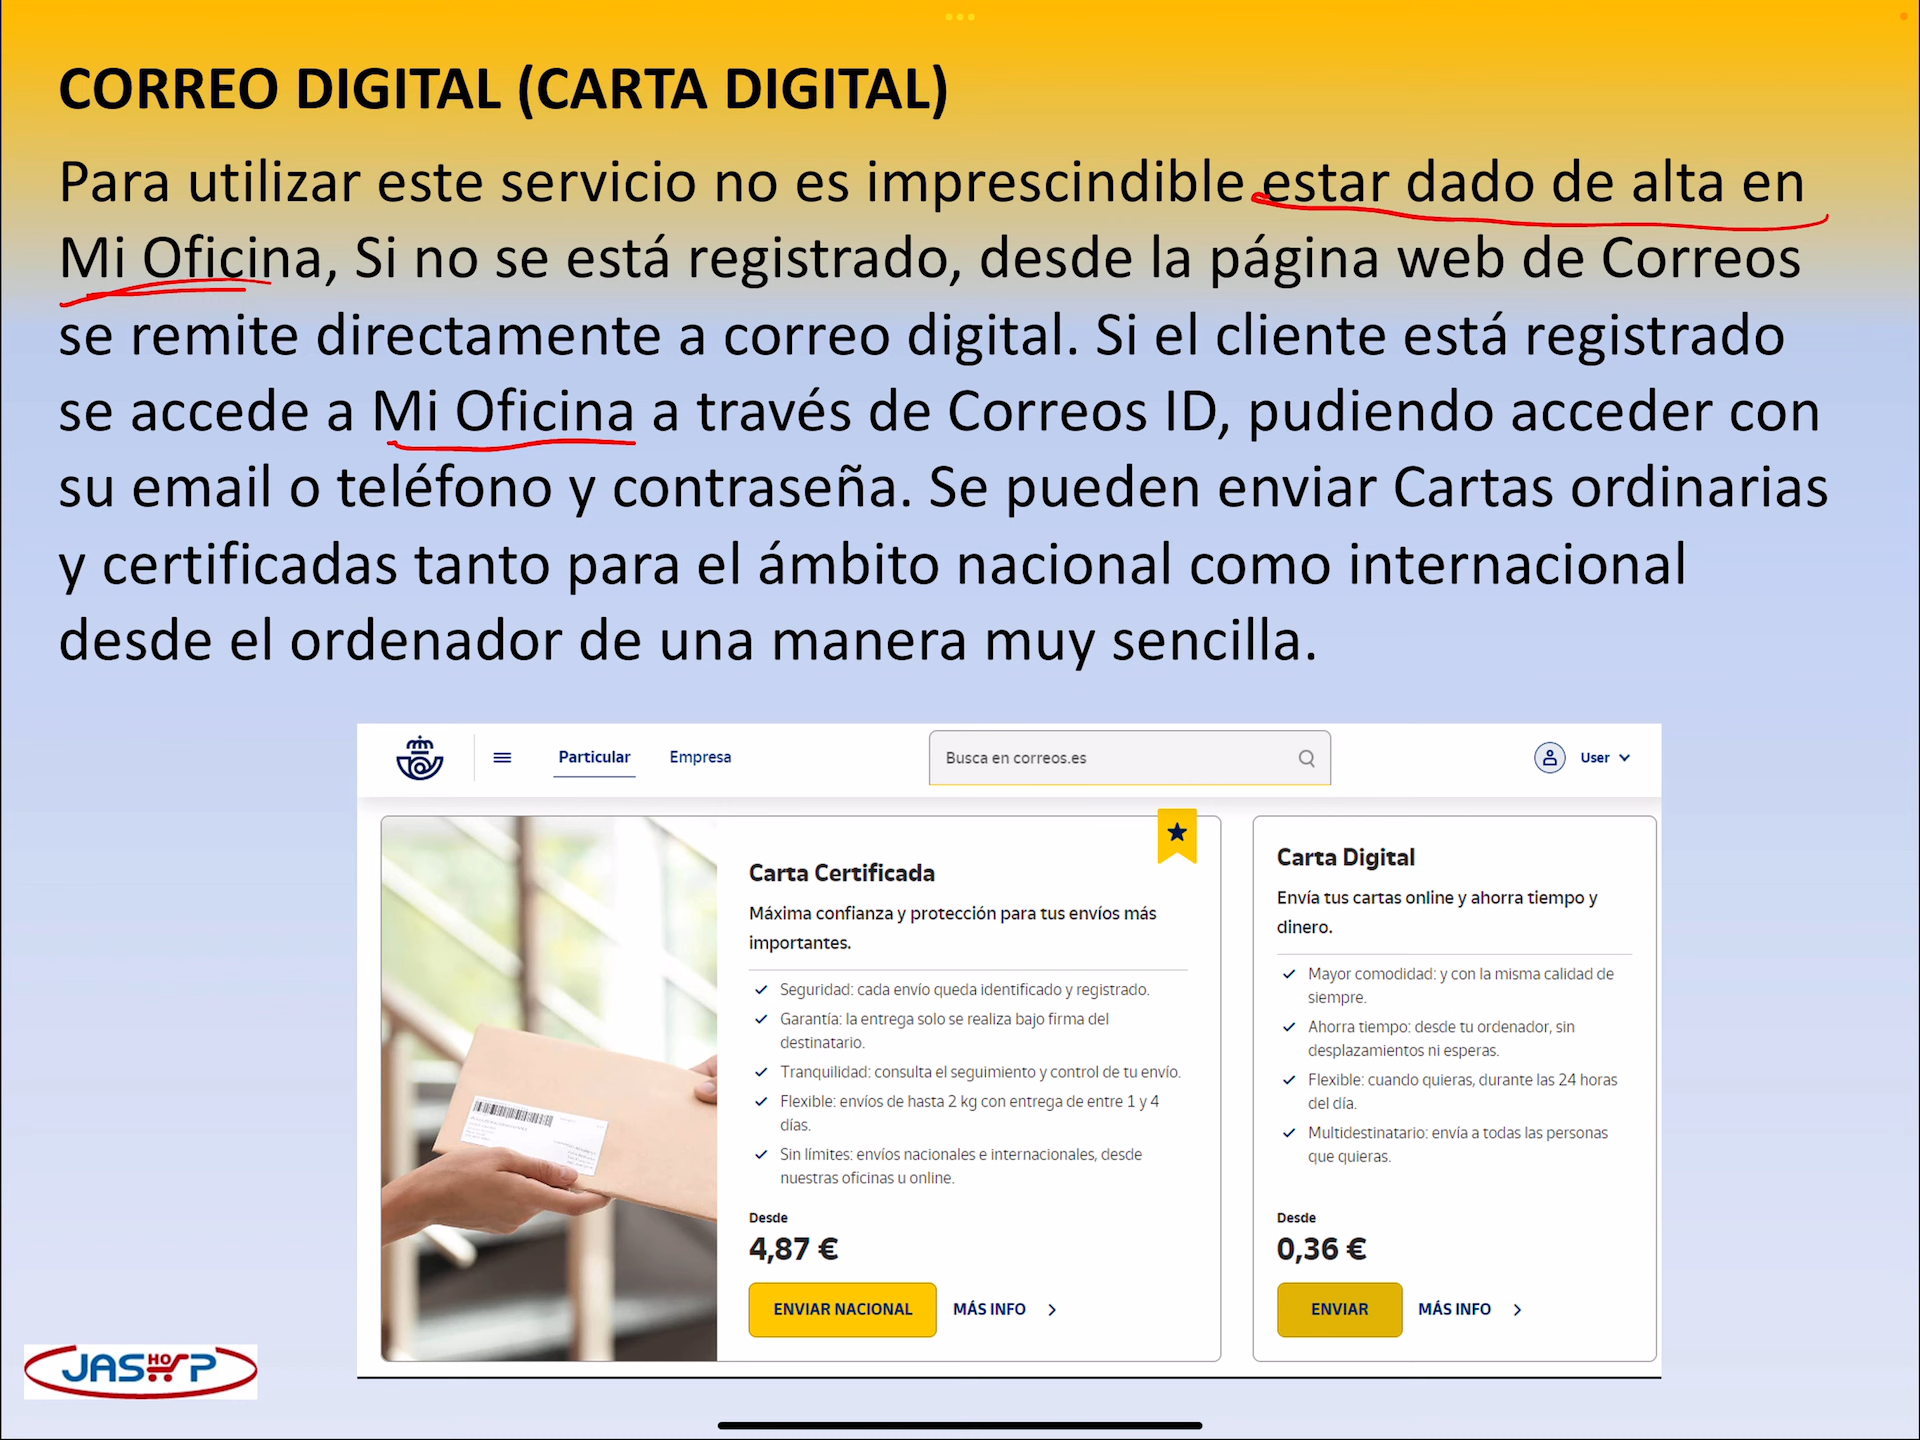 CORREO DIGITAL (CARTA DIGITAL)
Para utilizar este servicio no es imprescindible estar dado de alta en
Mi Oficina, Si no se está registrado, desde la página web de Correos
se remite directamente a correo digital. Si el cliente está registrado
se accede a Mi Oficina a través de Correos ID, pudiendo acceder con
su email o teléfono y contraseña. Se pueden enviar Cartas ordinarias
y certificadas tanto para el ámbito nacional como internacional
desde el ordenador de una manera muy sencilla.
Particular
Empresa
Busca en correos.es
User
Carta Certificada
Máxima confianza y protección para tus envíos más
importantes.
Seguridad: cada envío queda identificado y registrado.
Garantía: la entrega solo se realiza bajo firma del
destinatario.
Tranquilidad: consulta el seguimiento y control de tu envío.
Flexible: envíos de hasta 2 kg con entrega de entre 1 y 4
días.
Sin límites: envíos nacionales e internacionales, desde
nuestras oficinas u online.
Desde
4,87 €
ENVIAR NACIONAL
MÁS INFO
Carta Digital
Envía tus cartas online y ahorra tiempo y
dinero.
Mayor comodidad: y con la misma calidad de
siempre.
Ahorra tiempo: desde tu ordenador, sin
desplazamientos ni esperas.
Flexible: cuando quieras, durante las 24 horas
del día.
Multidestinatario: envía a todas las personas
que quieras.
Desde
0,36 €
ENVIAR
MÁS INFO
JASHOP